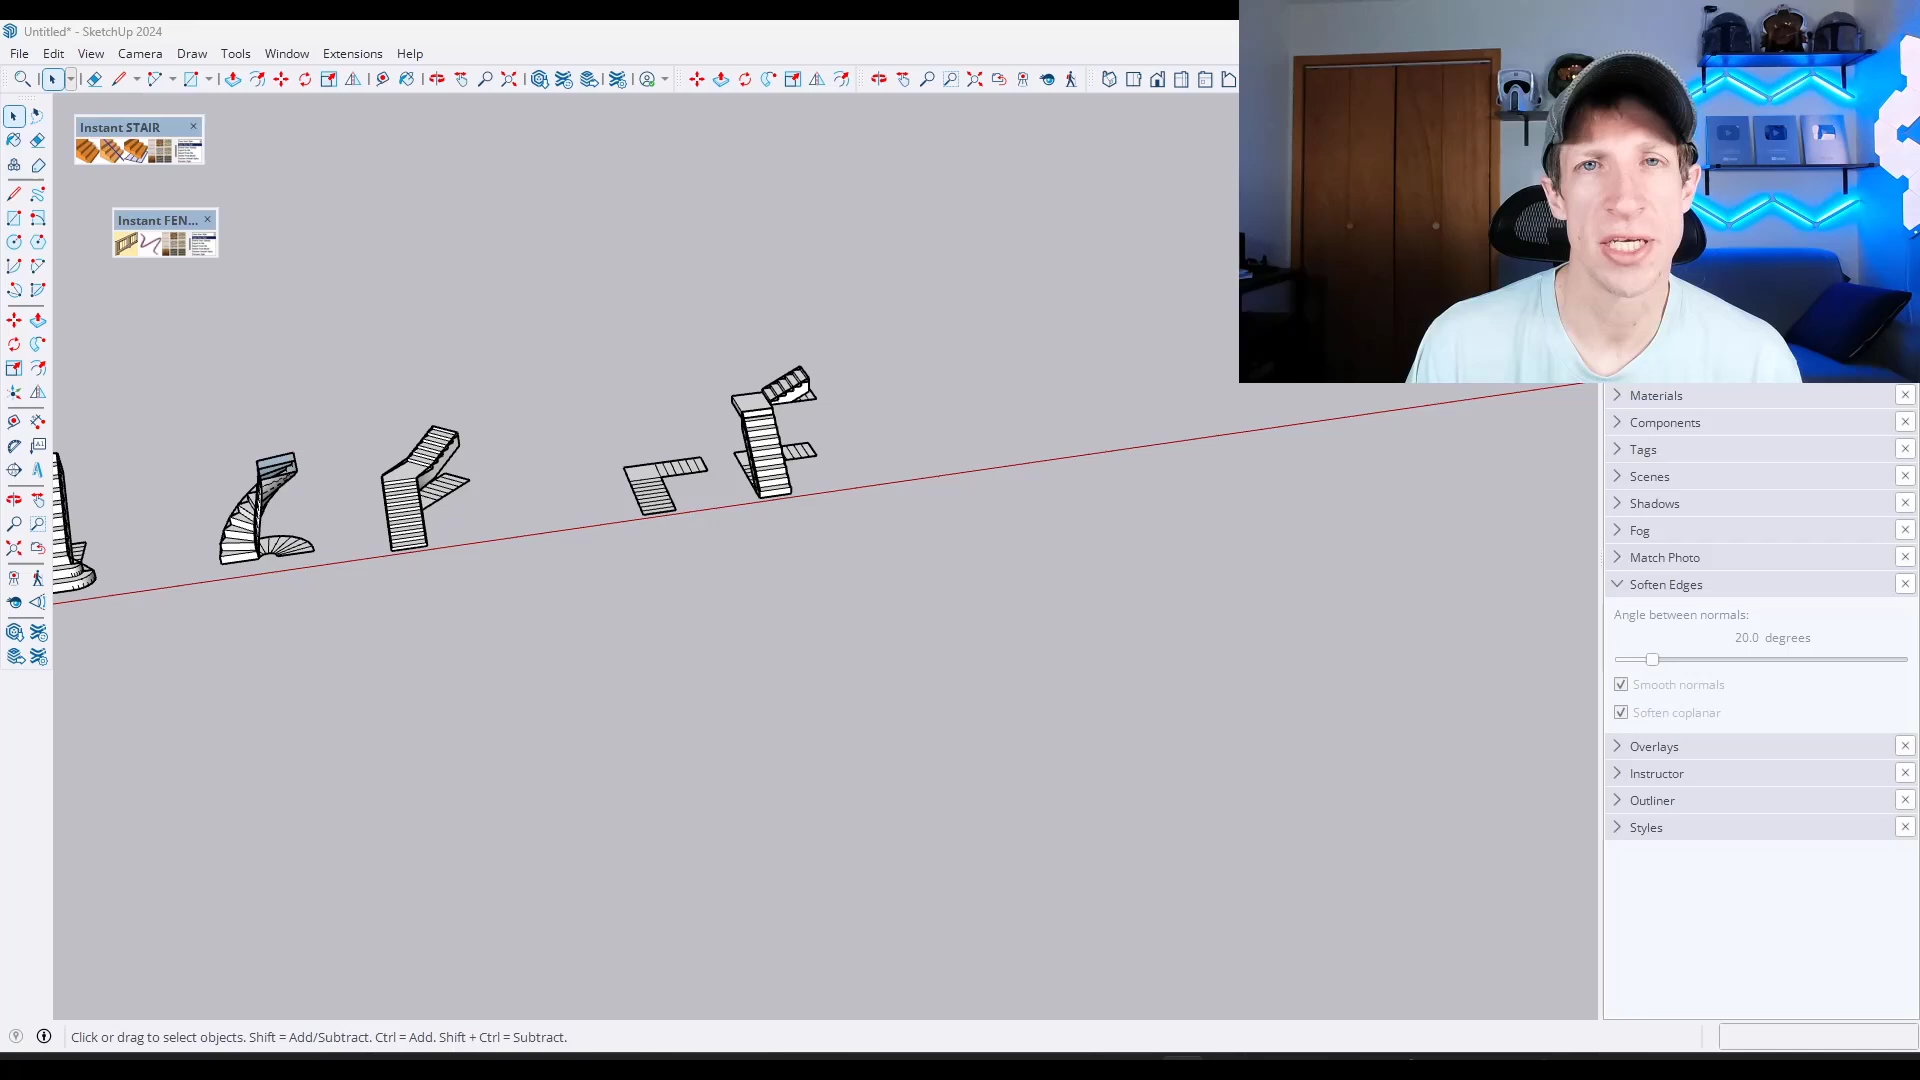 Untitled* - SketchUp 2024
File Edit View Camera Draw Tools Window Extensions Help
Instant STAIR
Instant FEN...
Materials
Components
Tags
Scenes
Shadows
Fog
Match Photo
Soften Edges
Angle between normals:
20.0 degrees
Smooth normals
Soften coplanar
Overlays
Instructor
Outliner
Styles
Click or drag to select objects. Shift = Add/Subtract. Ctrl = Add. Shift + Ctrl = Subtract.